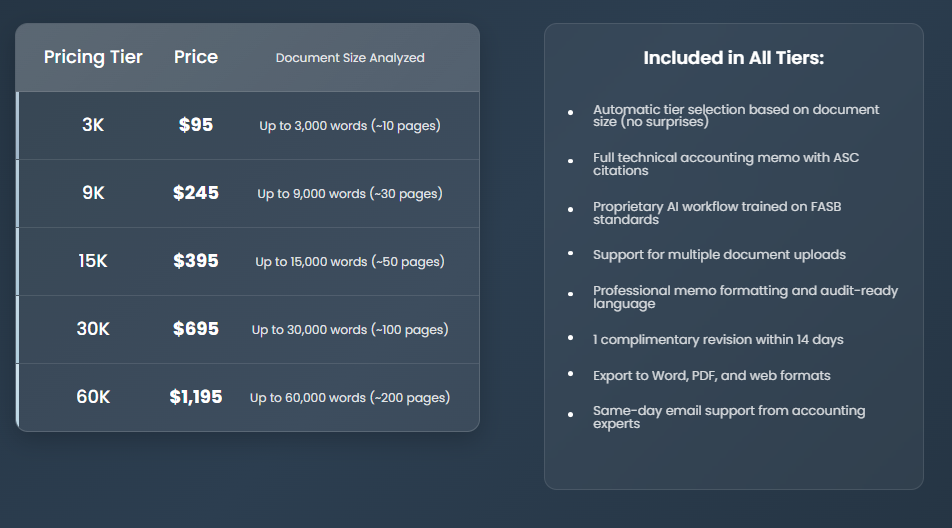 Pricing Tier Price Document Size Analyzed
3K $95 Up to 3,000 words (~10 pages)
9K $245 Up to 9,000 words (~30 pages)
15K $395 Up to 15,000 words (~50 pages)
30K $695 Up to 30,000 words (~100 pages)
60K $1,195 Up to 60,000 words (~200 pages)
Included in All Tiers:
• Automatic tier selection based on document
size (no surprises)
• Full technical accounting memo with ASC
citations
• Proprietary AI workflow trained on FASB
standards
• Support for multiple document uploads
• Professional memo formatting and audit-ready
language
• 1 complimentary revision within 14 days
• Export to Word, PDF, and web formats
• Same-day email support from accounting
experts